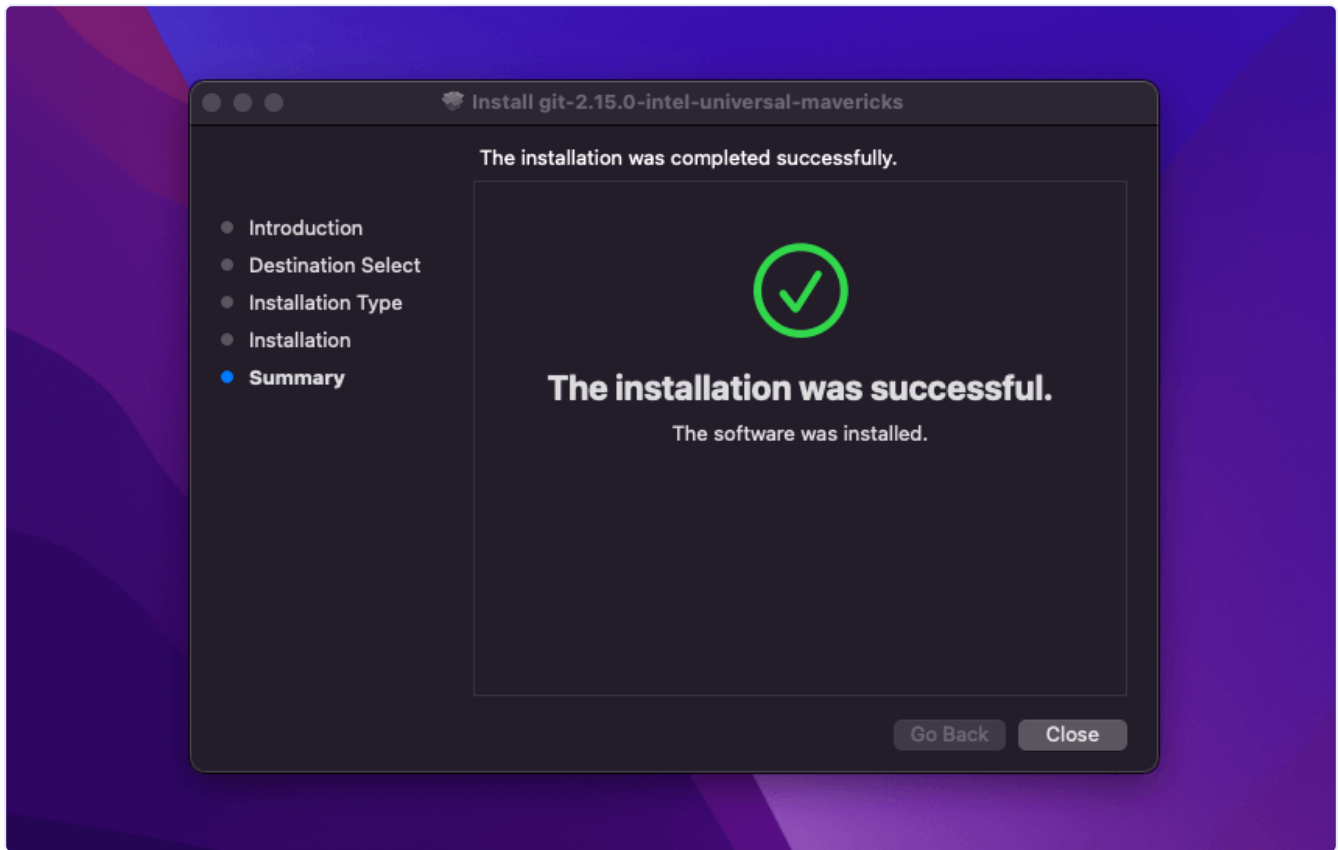 Install git-2.15.0-intel-universal-mavericks
The installation was completed successfully.
Introduction
Destination Select
Installation Type
Installation
Summary
The installation was successful.
The software was installed.
Go Back
Close